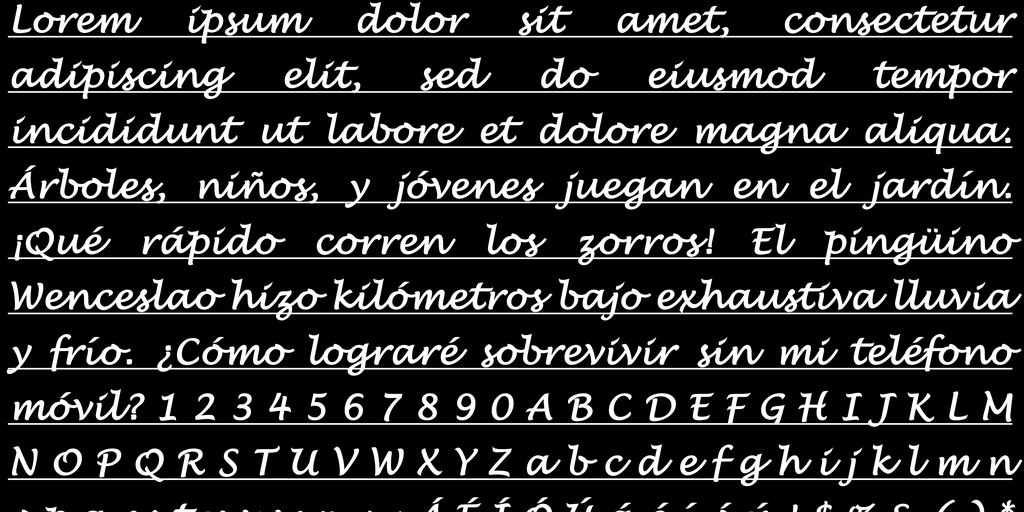 Lorem ipsum dolor sit amet, consectetur
adipiscing elit, sed do eiusmod tempor
incididunt ut labore et dolore magna aliqua.
Árboles, niños, y jóvenes juegan en el jardín.
¡Qué rápido corren los zorros! El pingüino
Wenceslao hizo kilómetros bajo exhaustiva lluvia
y frío. ¿Cómo lograré sobrevivir sin mi teléfono
móvil? 1 2 3 4 5 6 7 8 9 0 A B C D E F G H I J K L M
N O P Q R S T U V W X Y Z a b c d e f g h i j k l m n